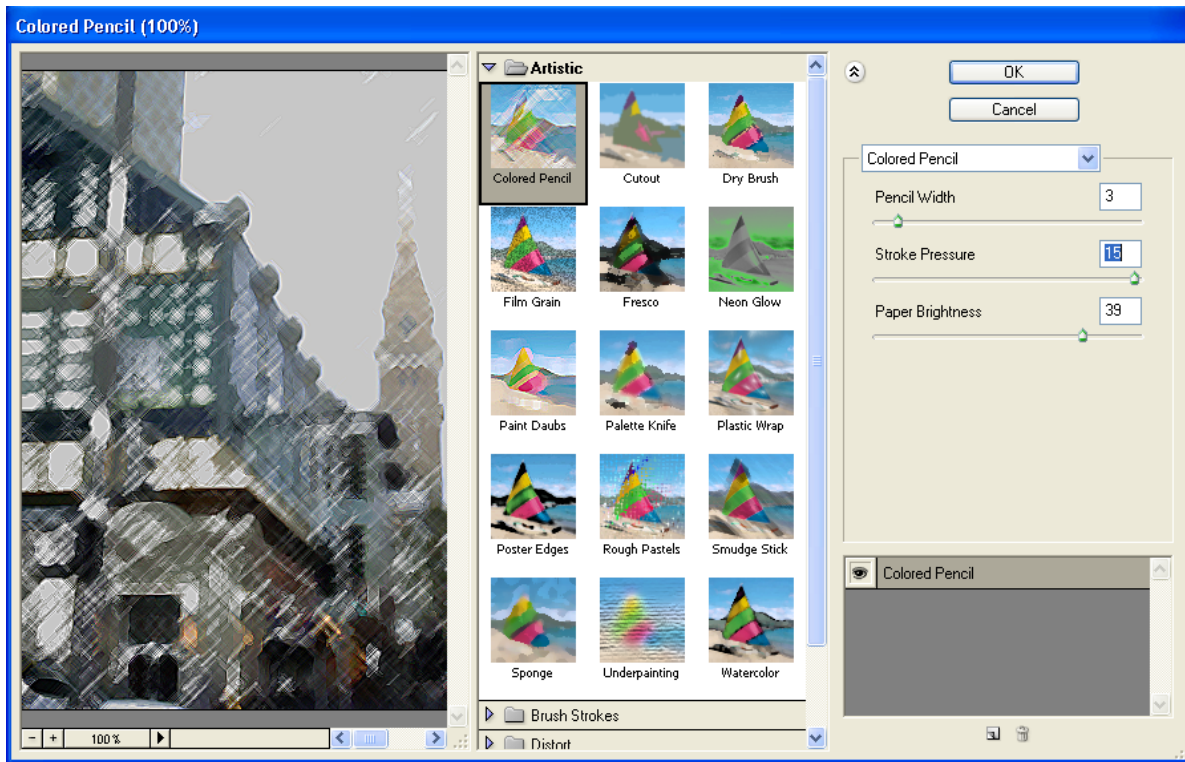 Colored Pencil (100%)
Artistic
Colored Pencil
Cutout
Dry Brush
Film Grain
Fresco
Neon Glow
Paint Daubs
Palette Knife
Plastic Wrap
Poster Edges
Rough Pastels
Smudge Stick
Sponge
Underpainting
Watercolor
Brush Strokes
Distort
- + 100%
OK
Cancel
Colored Pencil
Pencil Width 3
Stroke Pressure 15
Paper Brightness 39
Colored Pencil